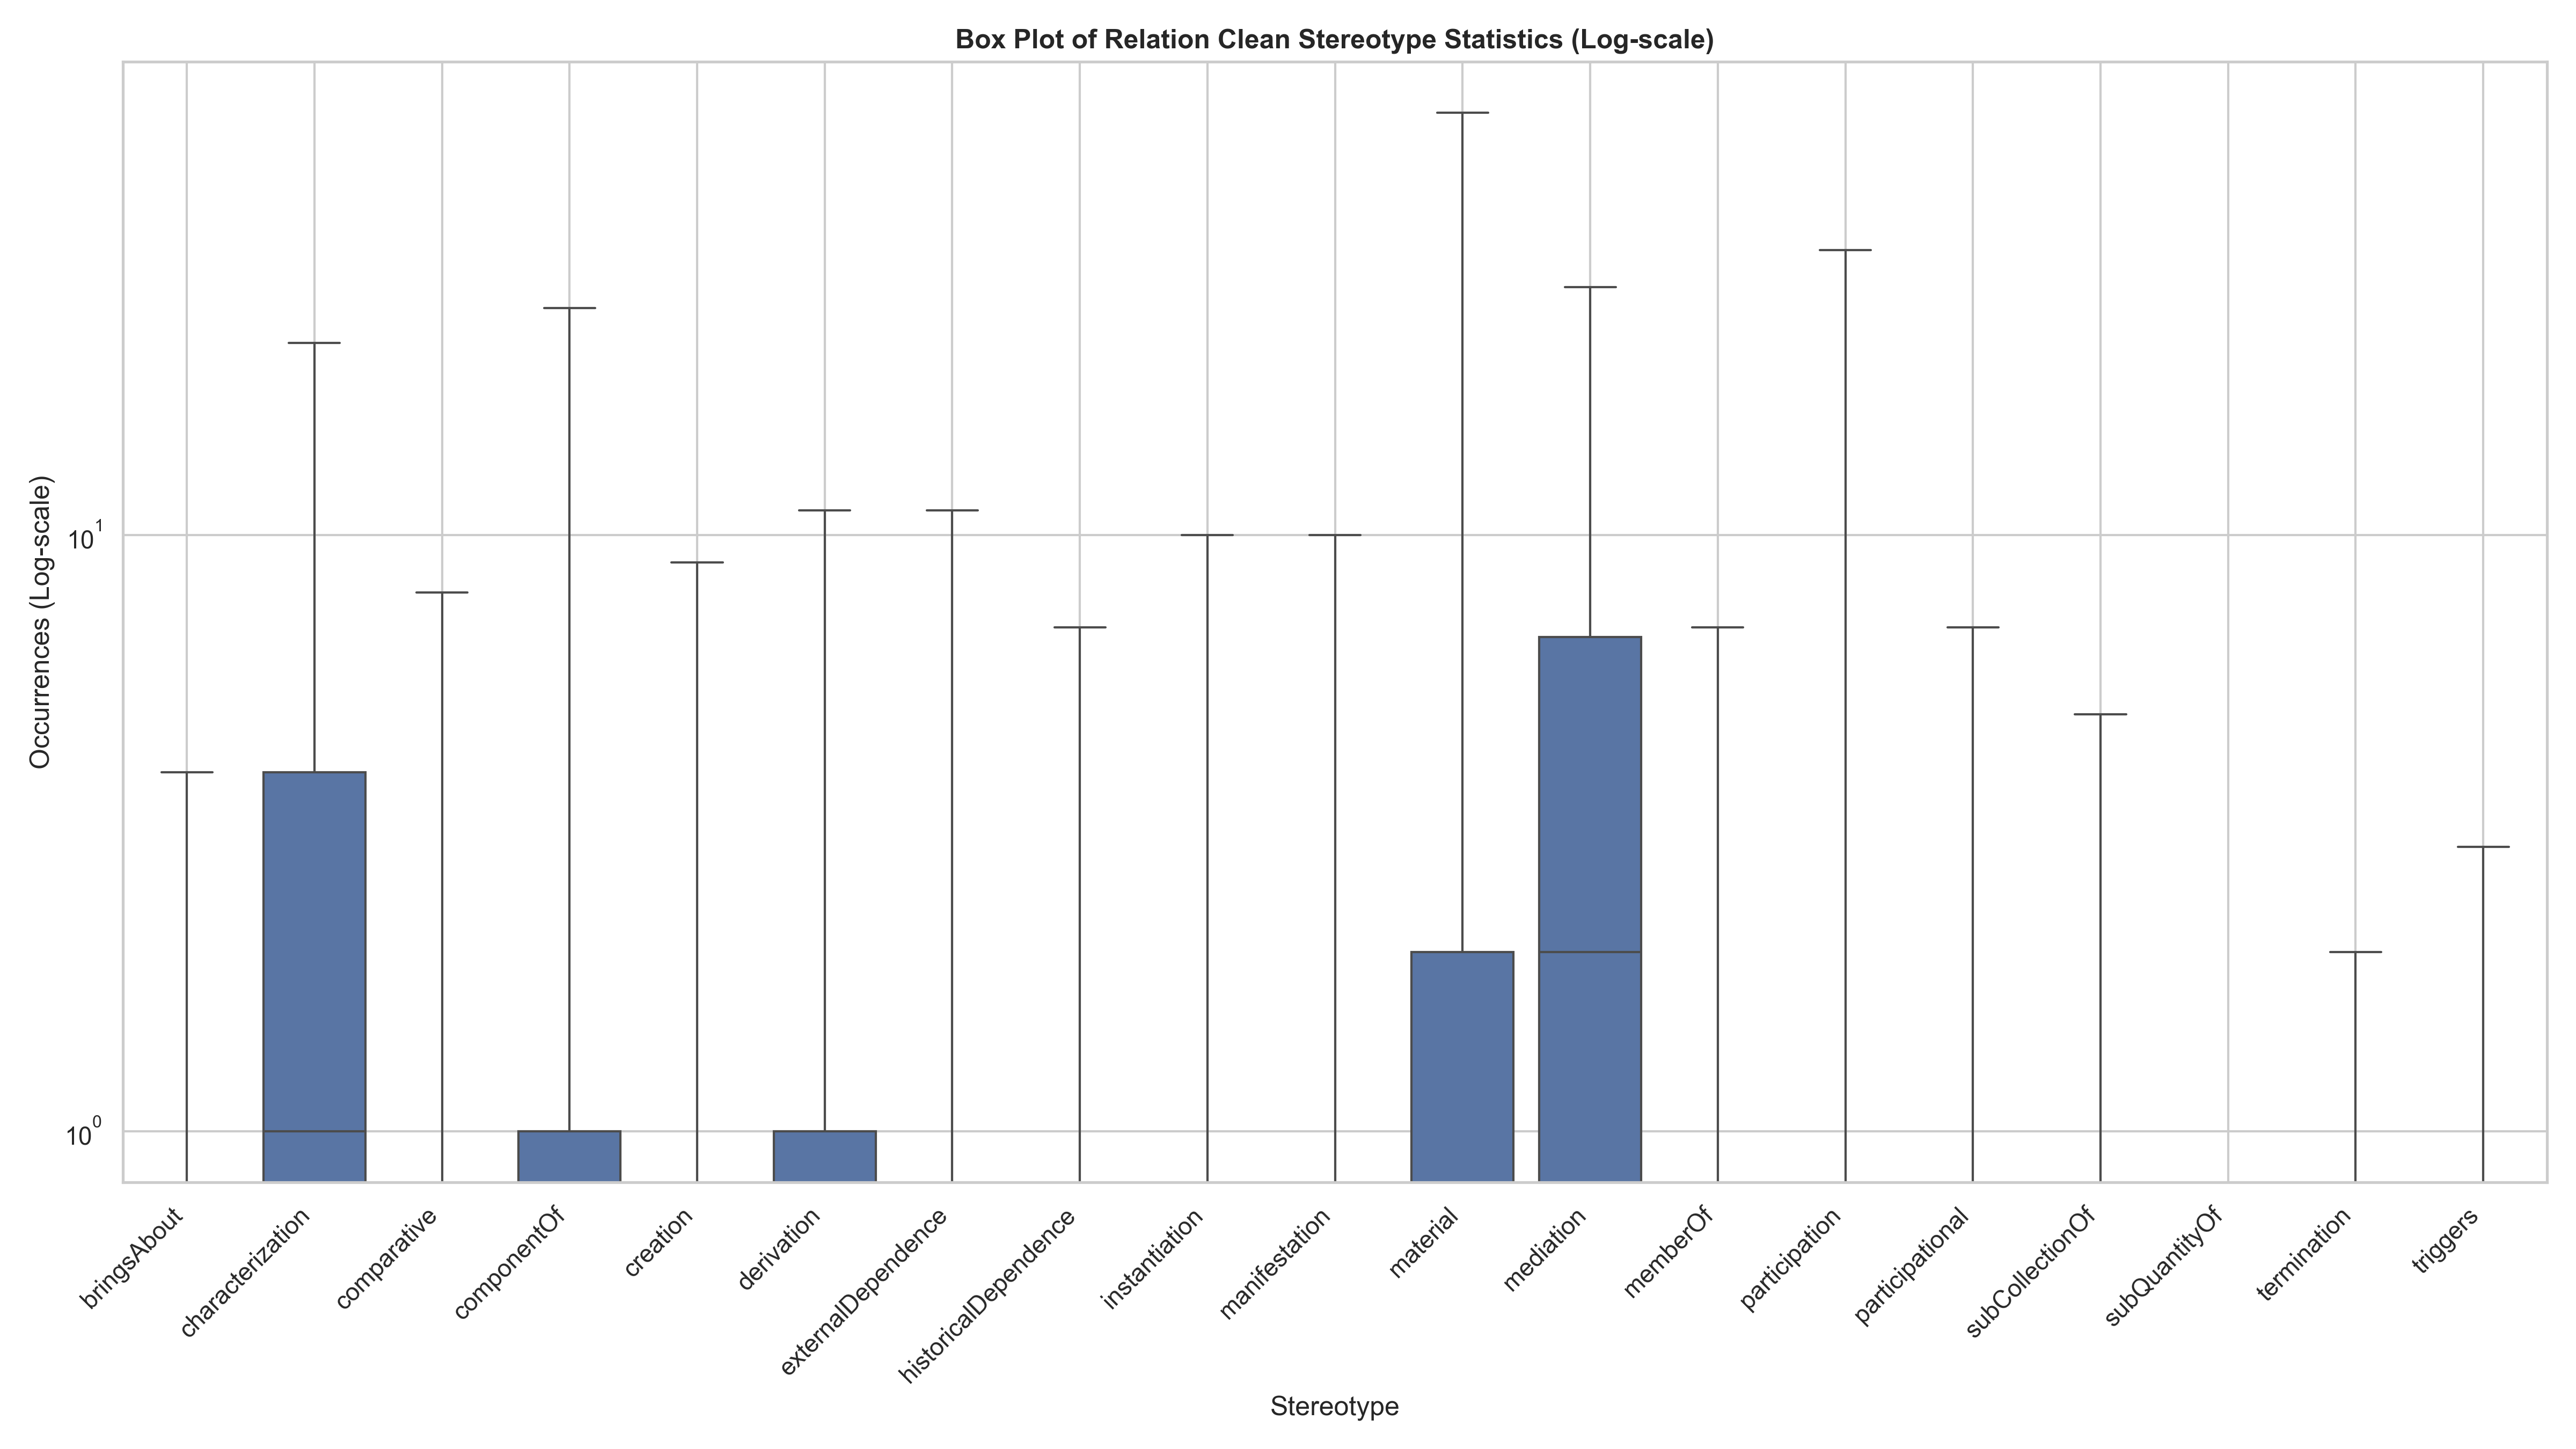 Box Plot of Relation Clean Stereotype Statistics (Log-scale)
Occurrences (Log-scale)
10¹
10⁰
bringsAbout
characterization
comparative
componentOf
creation
derivation
externalDependence
historicalDependence
instantiation
manifestation
material
mediation
memberOf
participation
participational
subCollectionOf
subQuantityOf
termination
triggers
Stereotype